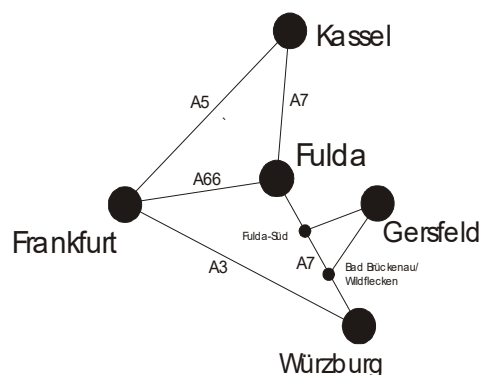 Kassel
A5
A7
Fulda
A66
Frankfurt
Fulda-Süd
Gersfeld
A3
A7
Bad Brückenau/
Wildflecken
Würzburg